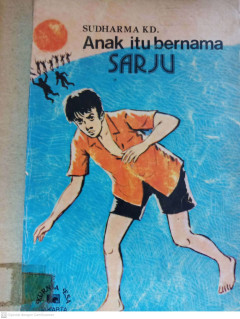 SUDHARMA KD.
Anak itu bernama
SARJU